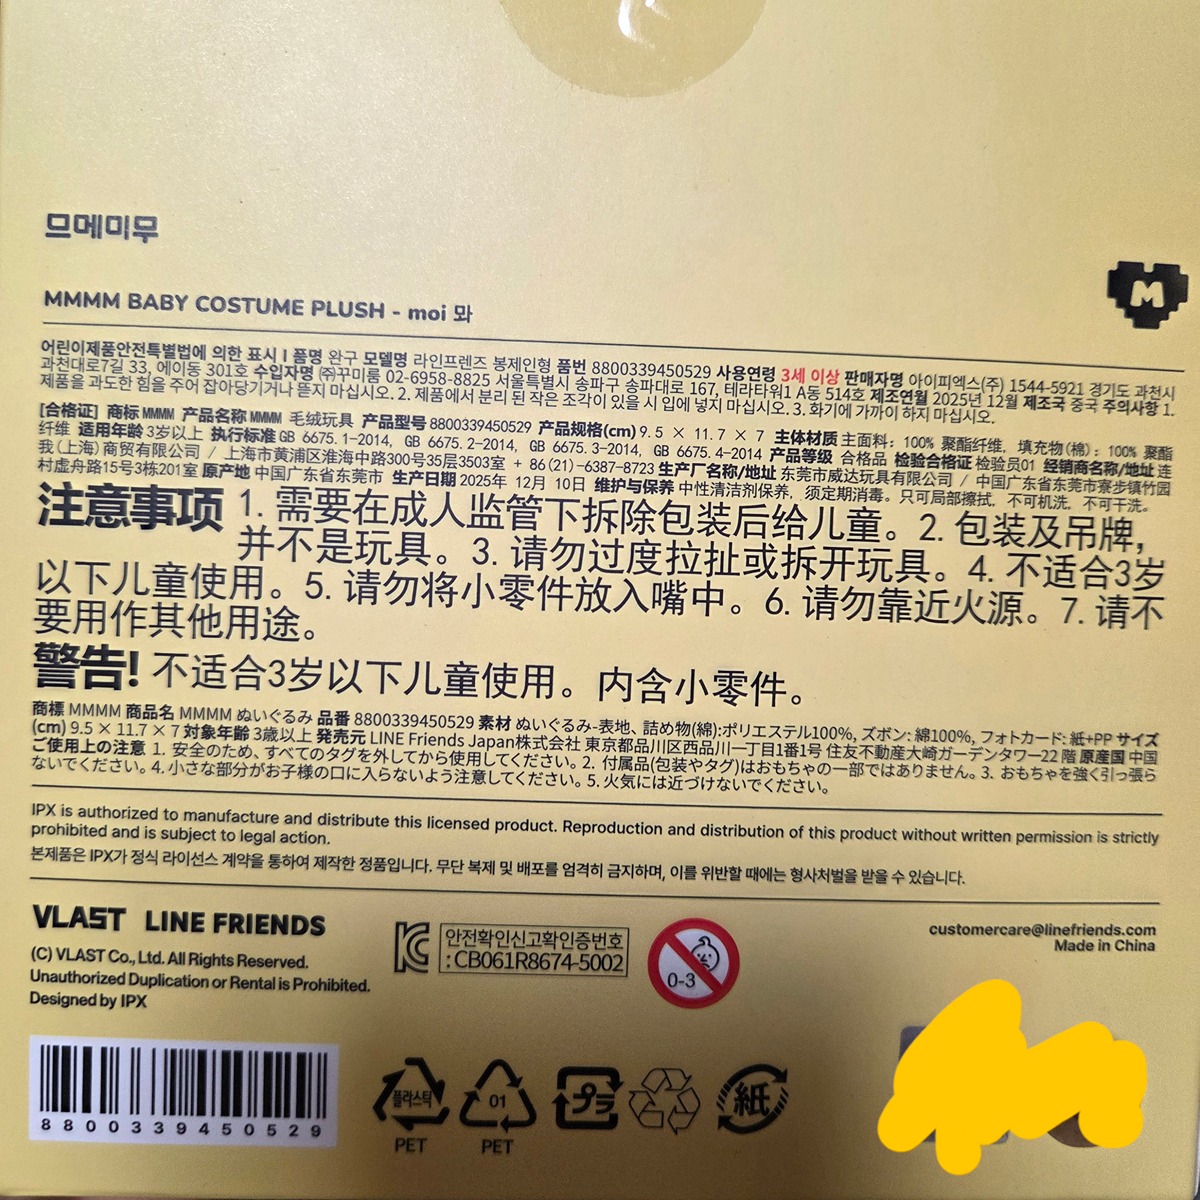 므메미무
M
MMMM BABY COSTUME PLUSH - moi 뫄
어린이제품안전특별법에 의한 표시 I 품명 완구 모델명 라인프렌즈 봉제인형 품번 8800339450529 사용연령 3세 이상 판매자명 아이피엑스(주) 1544-5921 경기도 과천시
과천대로7길 33, 에이동 301호 수입자명 ㈜꾸미룸 02-6958-8825 서울특별시 송파구 송파대로 167, 테라타워1 A동 514호 제조연월 2025년 12월 제조국 중국 주의사항 1.
제품을 과도한 힘을 주어 잡아당기거나 뜯지 마십시오. 2. 제품에서 분리 된 작은 조각이 있을 시 입에 넣지 마십시오. 3. 화기에 가까이 하지 마십시오.
[合格证] 商标 MMMM 产品名称 MMMM 毛绒玩具 产品型号 8800339450529 产品规格(cm) 9.5 × 11.7 × 7 主体材质 主面料: 100% 聚酯纤维, 填充物(棉): 100% 聚酯
纤维 适用年龄 3岁以上 执行标准 GB 6675.1-2014, GB 6675.2-2014, GB 6675.3-2014, GB 6675.4-2014 产品等级 合格品 检验合格证 检验员01 经销商名称/地址 连
我(上海)商贸有限公司 / 上海市黄浦区淮海中路300号35层3503室 + 86(21)-6387-8723 生产厂名称/地址 东莞市威达玩具有限公司 / 中国广东省东莞市寮步镇竹园
村虚舟路15号3栋201室 原产地 中国广东省东莞市 生产日期 2025年 12月 10日 维护与保养 中性清洁剂保养, 须定期消毒。只可局部擦拭, 不可机洗, 不可干洗。
注意事项 1. 需要在成人监管下拆除包装后给儿童。2. 包装及吊牌,
并不是玩具。3. 请勿过度拉扯或拆开玩具。4. 不适合3岁
以下儿童使用。5. 请勿将小零件放入嘴中。6. 请勿靠近火源。7. 请不
要用作其他用途。
警告! 不适合3岁以下儿童使用。内含小零件。
商標 MMMM 商品名 MMMM ぬいぐるみ 品番 8800339450529 素材 ぬいぐるみ-表地、詰め物(綿):ポリエステル100%, ズボン: 綿100%, フォトカード: 紙+PP サイズ
(cm) 9.5 × 11.7 × 7 対象年齢 3歳以上 発売元 LINE Friends Japan株式会社 東京都品川区西品川一丁目1番1号 住友不動産大崎ガーデンタワー22 階 原産国 中国
ご使用上の注意 1. 安全のため、すべてのタグを外してから使用してください。2. 付属品(包装やタグ)はおもちゃの一部ではありません。3. おもちゃを強く引っ張ら
ないでください。4. 小さな部分がお子様の口に入らないよう注意してください。5. 火気には近づけないでください。
IPX is authorized to manufacture and distribute this licensed product. Reproduction and distribution of this product without written permission is strictly
prohibited and is subject to legal action.
본제품은 IPX가 정식 라이선스 계약을 통하여 제작한 정품입니다. 무단 복제 및 배포를 엄격히 금지하며, 이를 위반할 때에는 형사처벌을 받을 수 있습니다.
VLAST LINE FRIENDS
(C) VLAST Co., Ltd. All Rights Reserved.
Unauthorized Duplication or Rental is Prohibited.
Designed by IPX
안전확인신고확인증번호
: CB061R8674-5002
0-3
customercare@linefriends.com
Made in China
8800339450529
플라스틱
PET
01
PET
プラ
紙